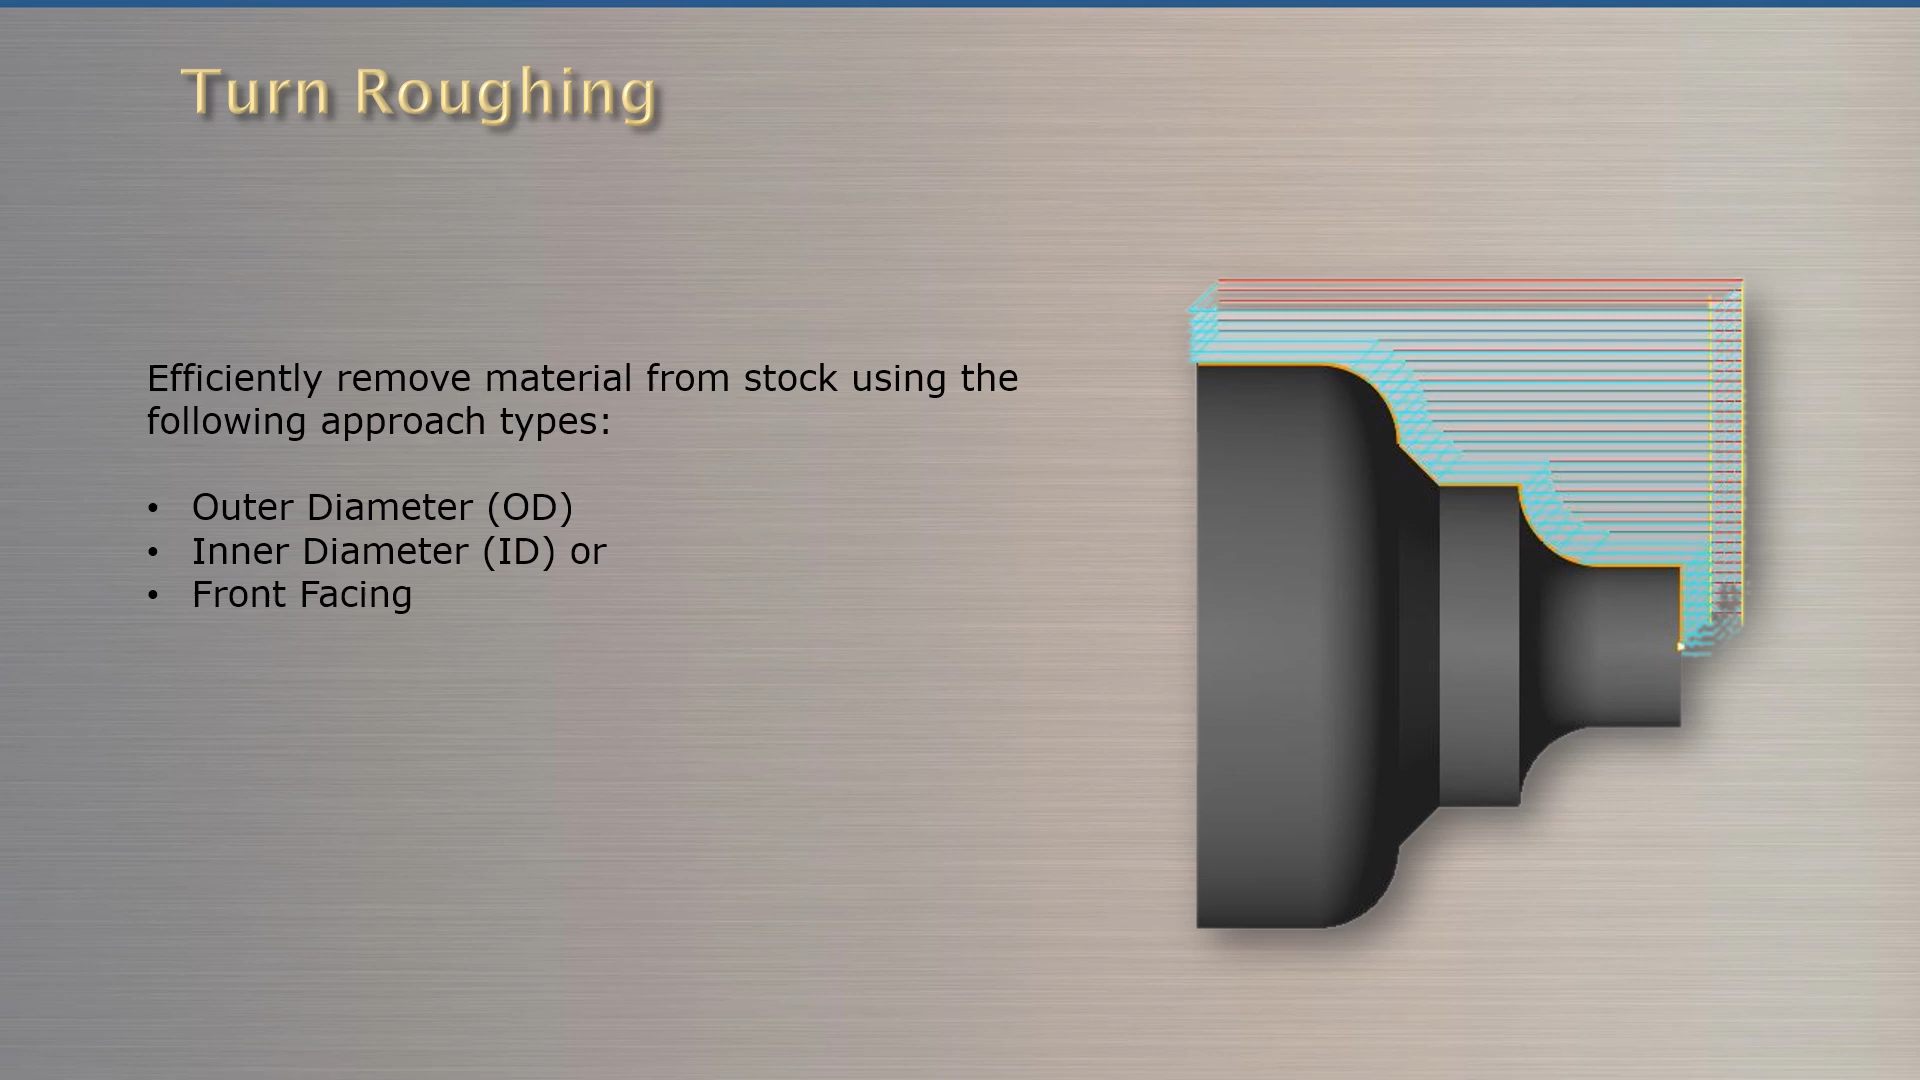 Turn Roughing
Efficiently remove material from stock using the
following approach types:
• Outer Diameter (OD)
• Inner Diameter (ID) or
• Front Facing